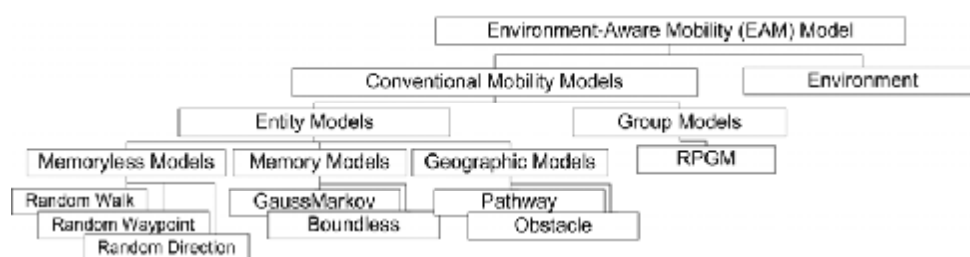 Environment-Aware Mobility (EAM) Model
Conventional Mobility Models
Environment
Entity Models
Group Models
Memoryless Models
Memory Models
Geographic Models
RPGM
Random Walk
GaussMarkov
Pathway
Random Waypoint
Boundless
Obstacle
Random Direction